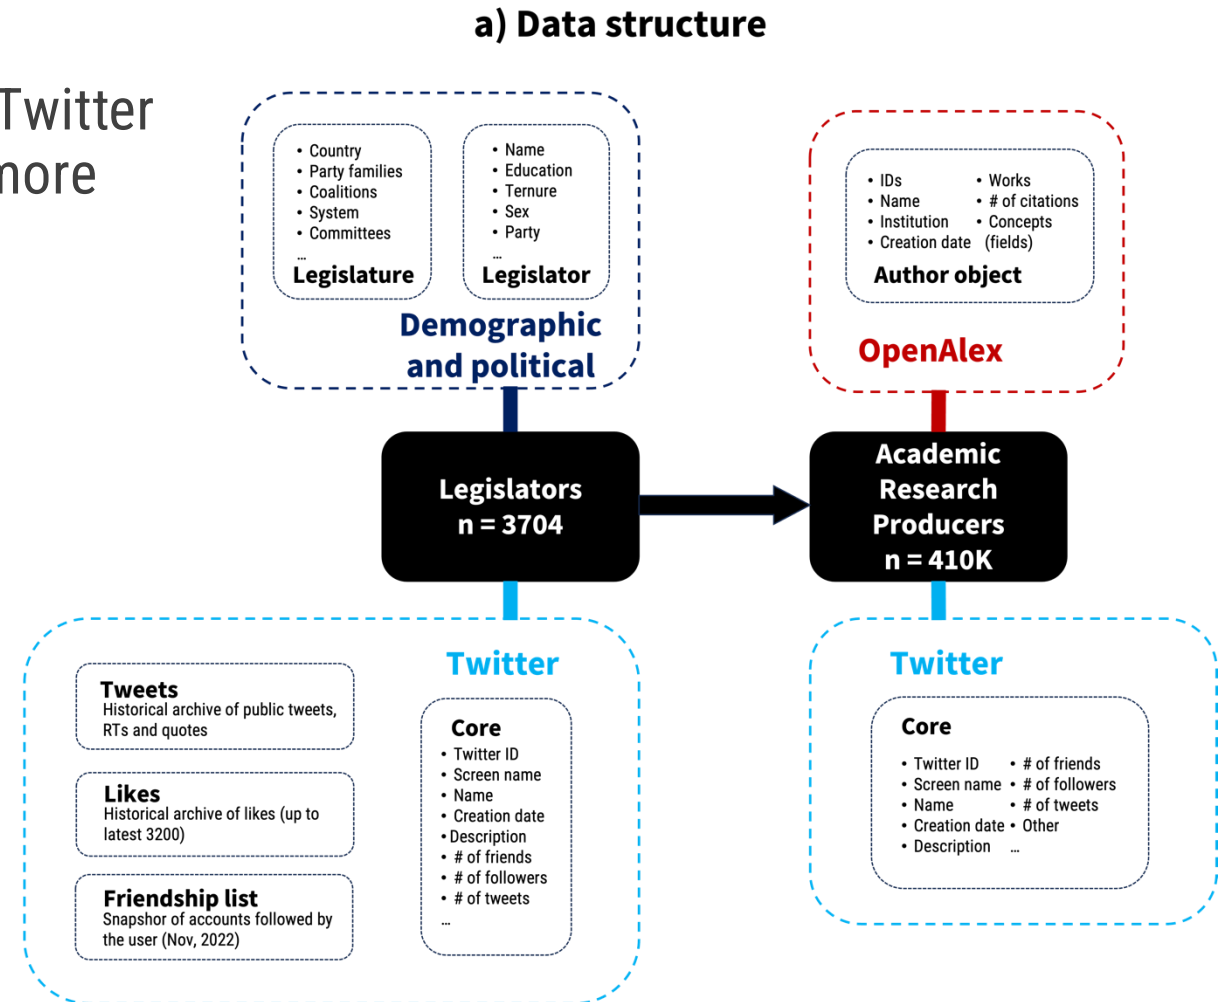 a) Data structure
Twitter
more
• Country
• Party families
• Coalitions
• System
• Committees
...
Legislature
• Name
• Education
• Ternure
• Sex
• Party
...
Legislator
Demographic
and political
• IDs
• Name
• Institution
• Creation date
• Works
• # of citations
• Concepts
(fields)
Author object
OpenAlex
Legislators
n = 3704
Academic
Research
Producers
n = 410K
Twitter
Tweets
Historical archive of public tweets,
RTs and quotes
Likes
Historical archive of likes (up to
latest 3200)
Friendship list
Snapshor of accounts followed by
the user (Nov, 2022)
Core
• Twitter ID
• Screen name
• Name
• Creation date
• Description
• # of friends
• # of followers
• # of tweets
...
Twitter
Core
• Twitter ID
• Screen name
• Name
• Creation date
• Description
• # of friends
• # of followers
• # of tweets
• Other
...